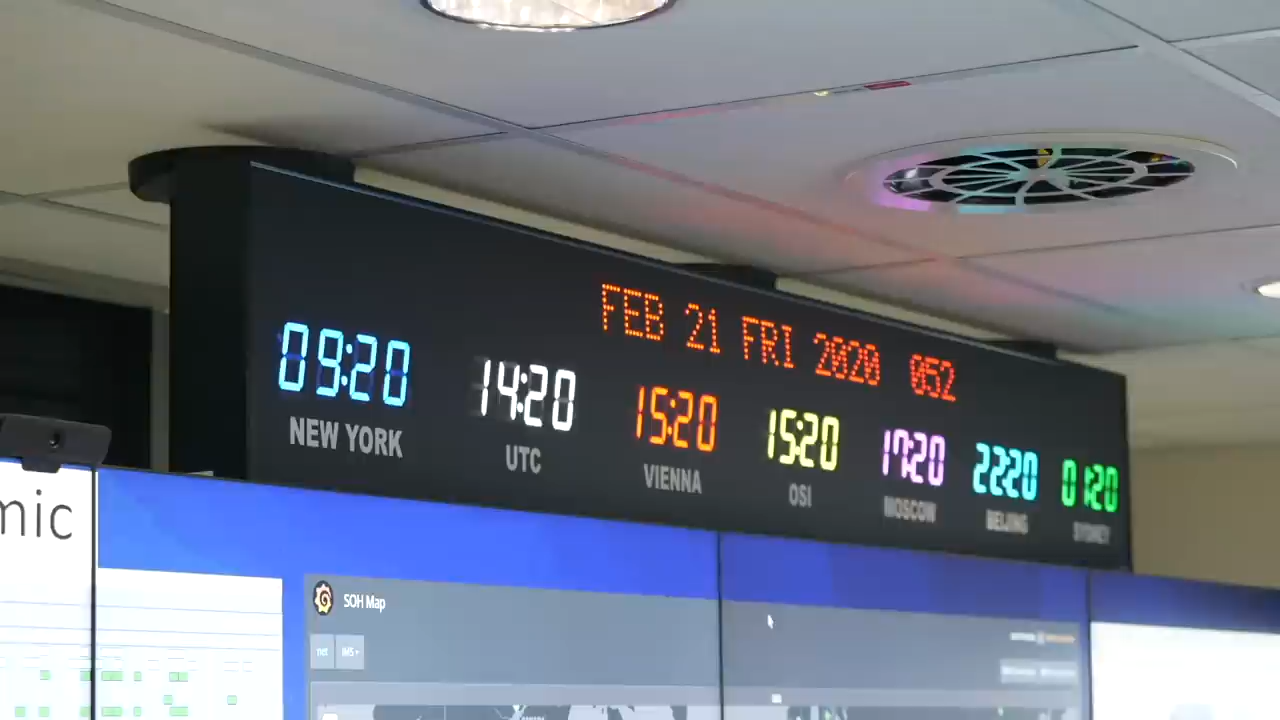 FEB 21 FRI 2020 052
09:20 14:20 15:20 15:20 17:20 22:20 01:20
NEW YORK UTC VIENNA OSI MOSCOW BEIJING SYDNEY
mic
SOH Map
net IMS